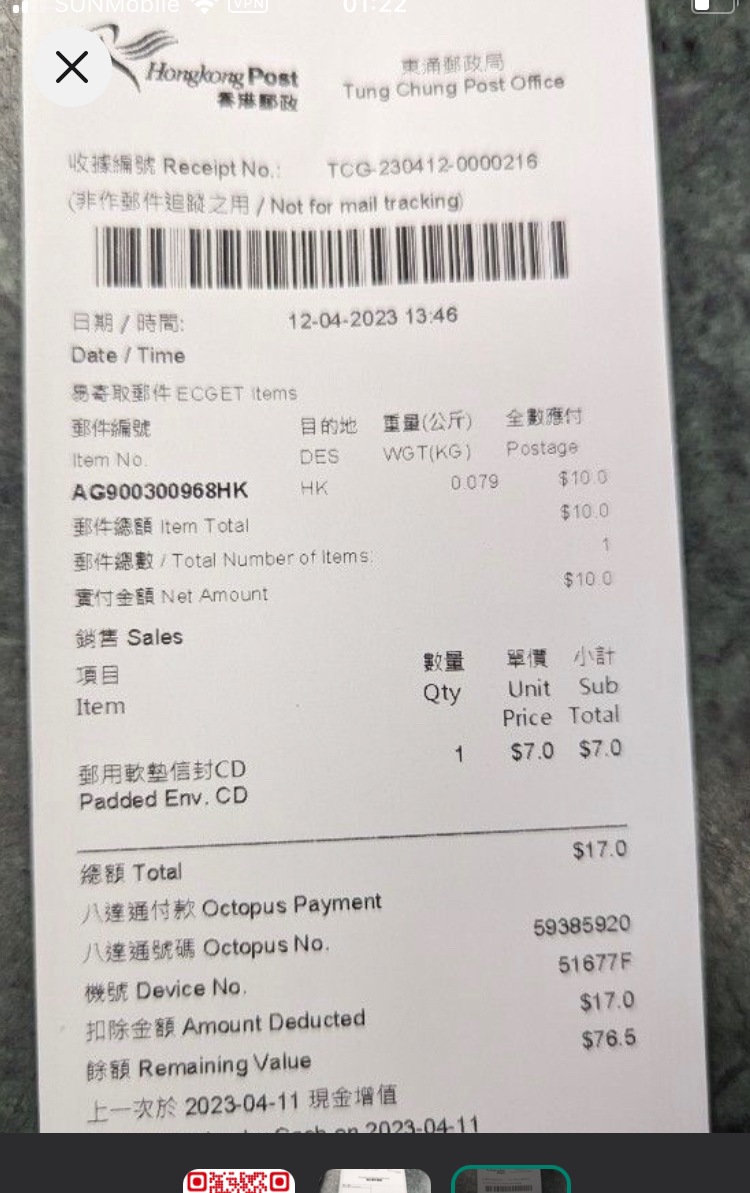 SUNMobile VPN 01:22
Hongkong Post
香港郵政
東涌郵政局
Tung Chung Post Office
收據編號 Receipt No.: TCG-230412-0000216
(非作郵件追蹤之用 / Not for mail tracking)
日期 / 時間: 12-04-2023 13:46
Date / Time
易寄取郵件 ECGET Items
郵件編號 目的地 重量(公斤) 全數應付
Item No. DES WGT(KG) Postage
AG900300968HK HK 0.079 $10.0
郵件總額 Item Total $10.0
郵件總數 / Total Number of Items: 1
實付金額 Net Amount $10.0
銷售 Sales
項目 數量 單價 小計
Item Qty Unit Sub
Price Total
郵用軟墊信封CD 1 $7.0 $7.0
Padded Env. CD
總額 Total $17.0
八達通付款 Octopus Payment
八達通號碼 Octopus No. 59385920
機號 Device No. 51677F
扣除金額 Amount Deducted $17.0
餘額 Remaining Value $76.5
上一次於 2023-04-11 現金增值
Cash on 2023-04-11